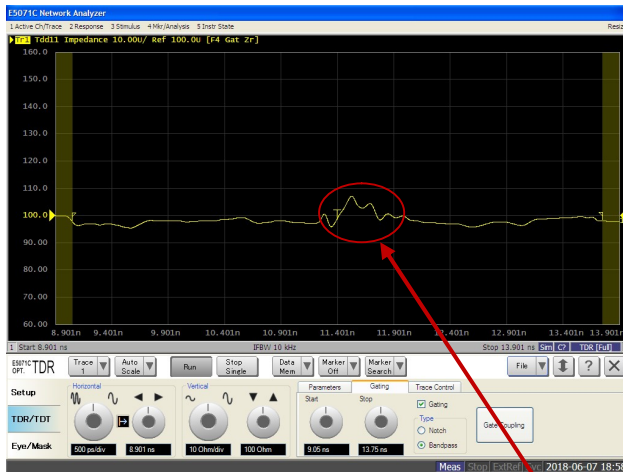 E5071C Network Analyzer
1 Active Ch/Trace 2 Response 3 Stimulus 4 Mkr/Analysis 5 Instr State Resiz
Tr1 Tdd11 Impedance 10.00U/ Ref 100.0U [F4 Gat Zr]
160.0
150.0
140.0
130.0
120.0
110.0
100.0
90.00
80.00
70.00
60.00
8.901n 9.401n 9.901n 10.401n 10.901n 11.401n 11.901n 12.401n 12.901n 13.401n 13.901n
1 Start 8.901 ns IFBW 10 kHz Stop 13.901 ns Sim C? TDR [Full]
E5071C OPT. TDR Trace 1 Auto Scale Run Stop Single Data Mem Marker Off Marker Search File ?
Setup Horizontal Vertical Parameters Gating Trace Control
Start Stop Gating
Type
TDR/TDT Notch Gate Coupling
Eye/Mask 500 ps/div 8.901 ns 10 Ohm/div 100 Ohm 9.05 ns 13.75 ns Bandpass
Meas Stop ExtRef Svc 2018-06-07 18:58